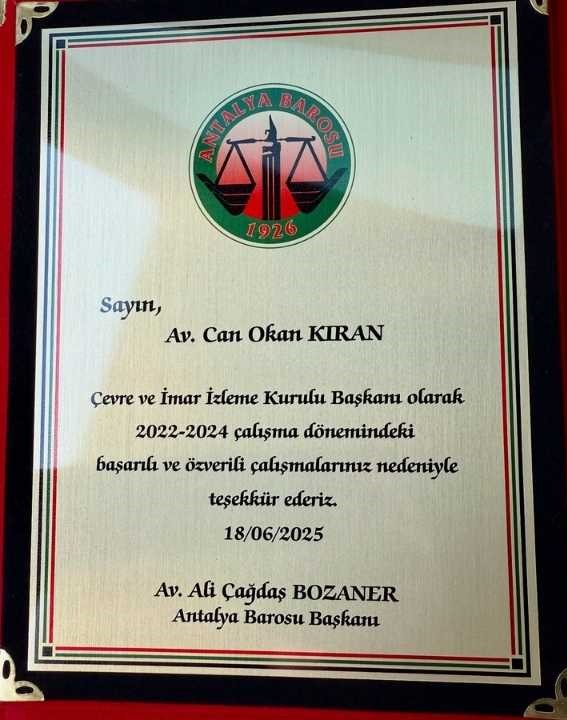 ANTALYA BAROSU
1926
Sayın,
Av. Can Okan KIRAN
Çevre ve İmar İzleme Kurulu Başkanı olarak
2022-2024 çalışma dönemindeki
başarılı ve özverili çalışmalarınız nedeniyle
teşekkür ederiz.
18/06/2025
Av. Ali Çağdaş BOZANER
Antalya Barosu Başkanı